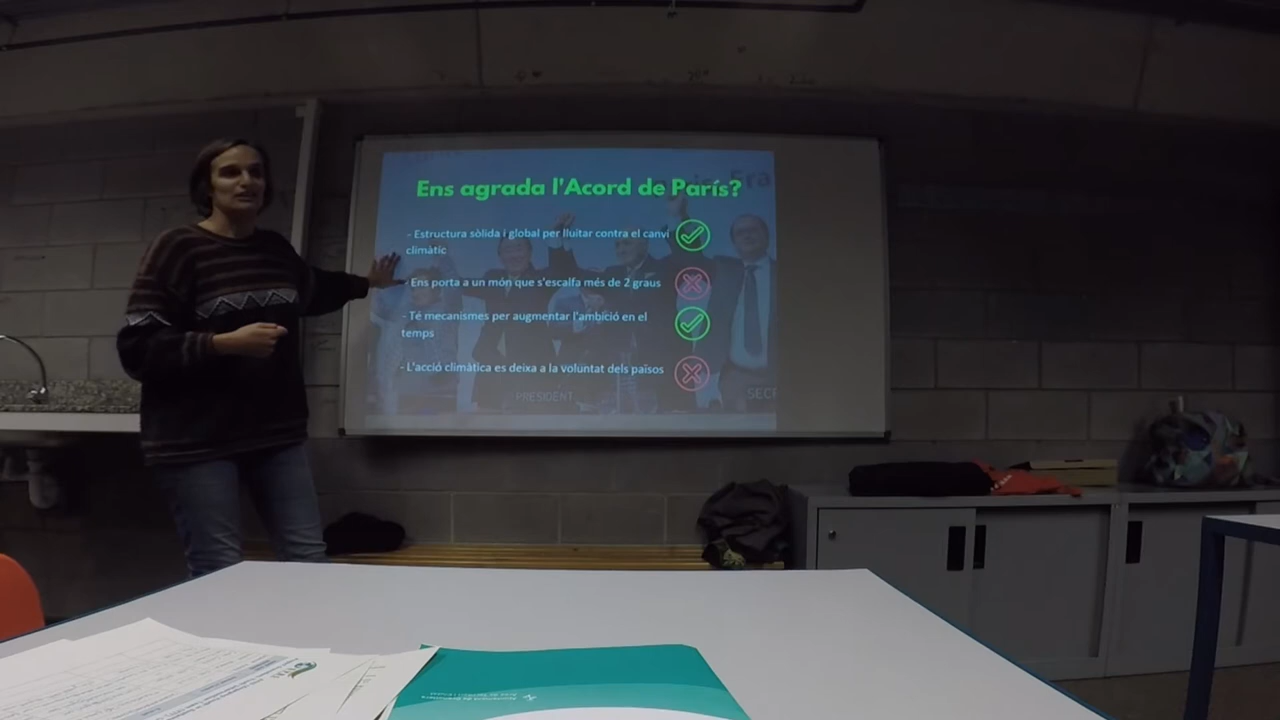 Ens agrada l'Acord de París?
- Estructura sòlida i global per lluitar contra el canvi
climàtic
- Ens porta a un món que s'escalfa més de 2 graus
- Té mecanismes per augmentar l'ambició en el
temps
- L'acció climàtica es deixa a la voluntat dels països
PRESIDENT